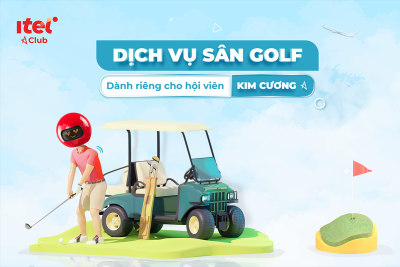 itel
Club
DỊCH VỤ SÂN GOLF
Dành riêng cho hội viên
KIM CƯƠNG